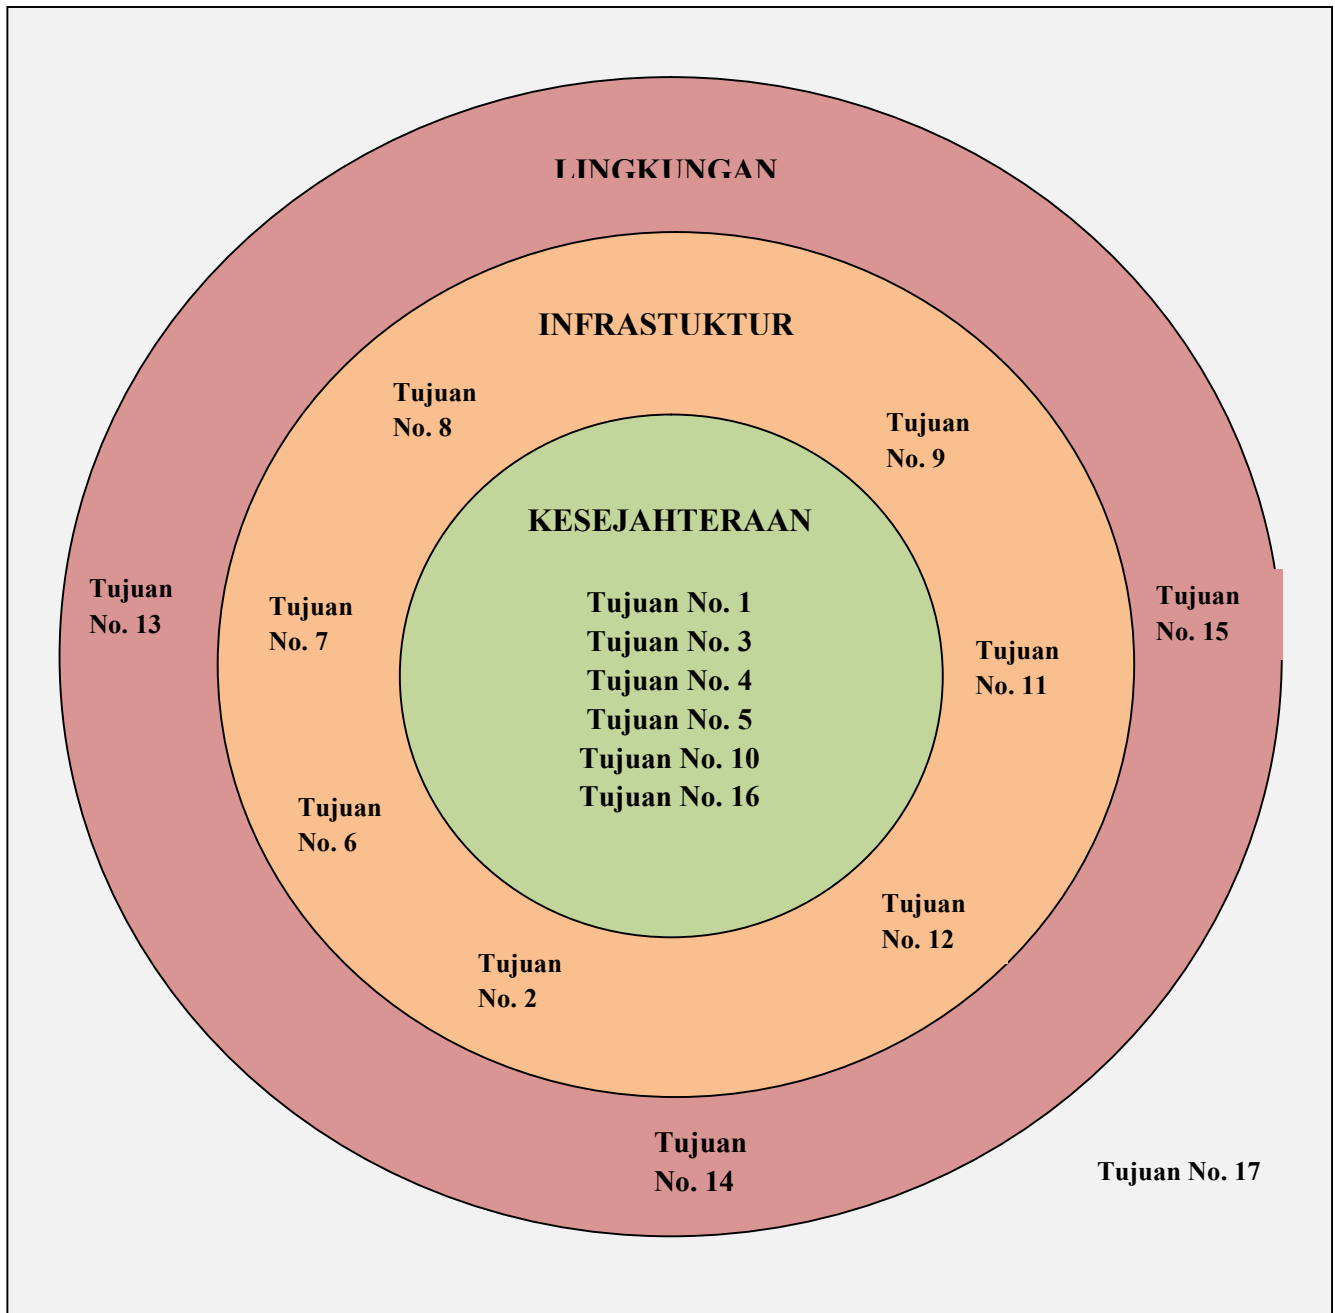 LINGKUNGAN
INFRASTUKTUR
Tujuan
No. 8
Tujuan
No. 9
KESEJAHTERAAN
Tujuan
No. 13
Tujuan
No. 7
Tujuan No. 1
Tujuan No. 3
Tujuan No. 4
Tujuan No. 5
Tujuan No. 10
Tujuan No. 16
Tujuan
No. 11
Tujuan
No. 15
Tujuan
No. 6
Tujuan
No. 12
Tujuan
No. 2
Tujuan
No. 14
Tujuan No. 17